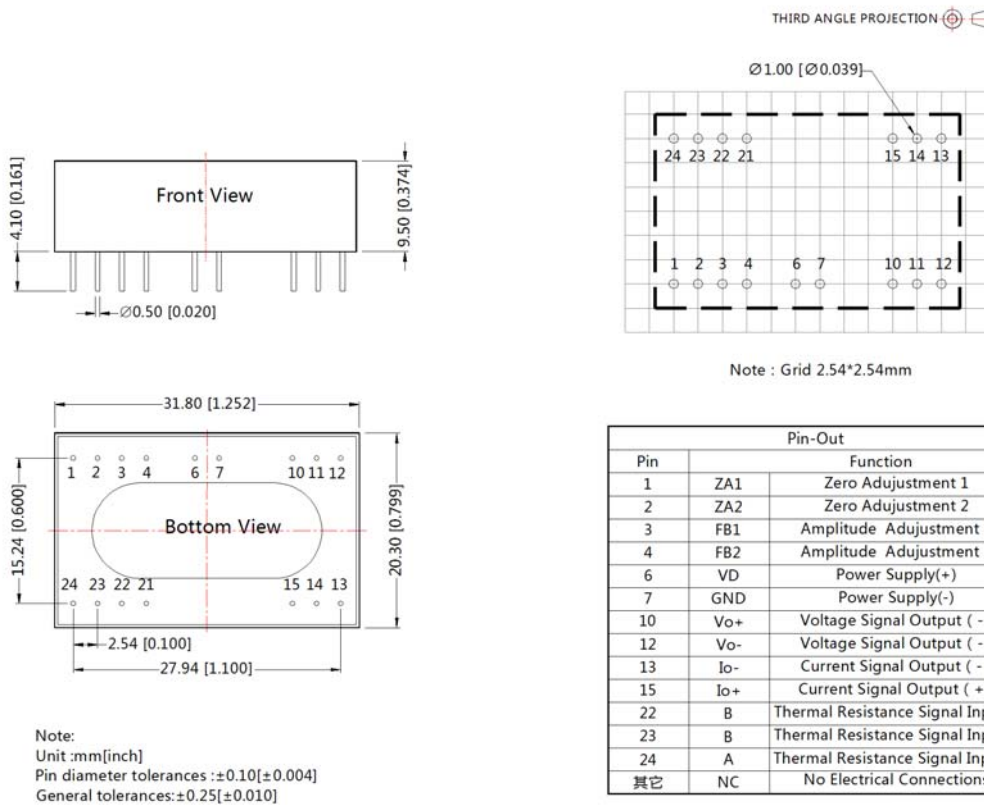 THIRD ANGLE PROJECTION
Ø1.00 [Ø0.039]
24 23 22 21 15 14 13
1 2 3 4 6 7 10 11 12
Note : Grid 2.54*2.54mm
4.10 [0.161]
Front View
9.50 [0.374]
Ø0.50 [0.020]
31.80 [1.252]
1 2 3 4 6 7 10 11 12
15.24 [0.600]
Bottom View
20.30 [0.799]
24 23 22 21 15 14 13
2.54 [0.100]
27.94 [1.100]
Note:
Unit :mm[inch]
Pin diameter tolerances :±0.10[±0.004]
General tolerances:±0.25[±0.010]
Pin-Out
Pin Function
1 ZA1 Zero Adujustment 1
2 ZA2 Zero Adujustment 2
3 FB1 Amplitude Adujustment
4 FB2 Amplitude Adujustment
6 VD Power Supply(+)
7 GND Power Supply(-)
10 Vo+ Voltage Signal Output ( -
12 Vo- Voltage Signal Output ( -
13 Io- Current Signal Output ( -
15 Io+ Current Signal Output ( +
22 B Thermal Resistance Signal
23 B Thermal Resistance Signal
24 A Thermal Resistance Signal
其它 NC No Electrical Connections